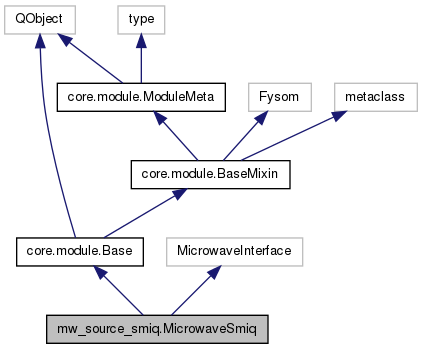 QObject
type
core.module.ModuleMeta
Fysom
metaclass
core.module.BaseMixin
core.module.Base
MicrowaveInterface
mw_source_smiq.MicrowaveSmiq